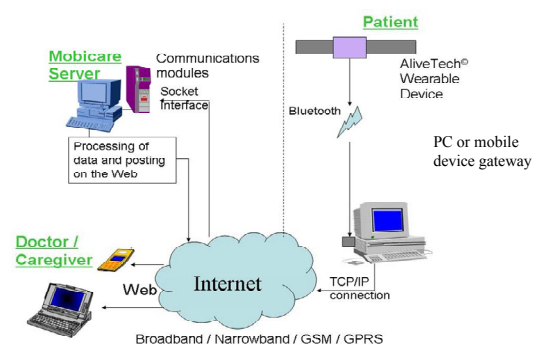 Patient
AliveTech©
Wearable
Device
Mobicare
Server
Communications
modules
Socket
Interface
Bluetooth
PC or mobile
device gateway
Processing of
data and posting
on the Web
Doctor /
Caregiver
Web
Internet
TCP/IP
connection
Broadband / Narrowband / GSM / GPRS